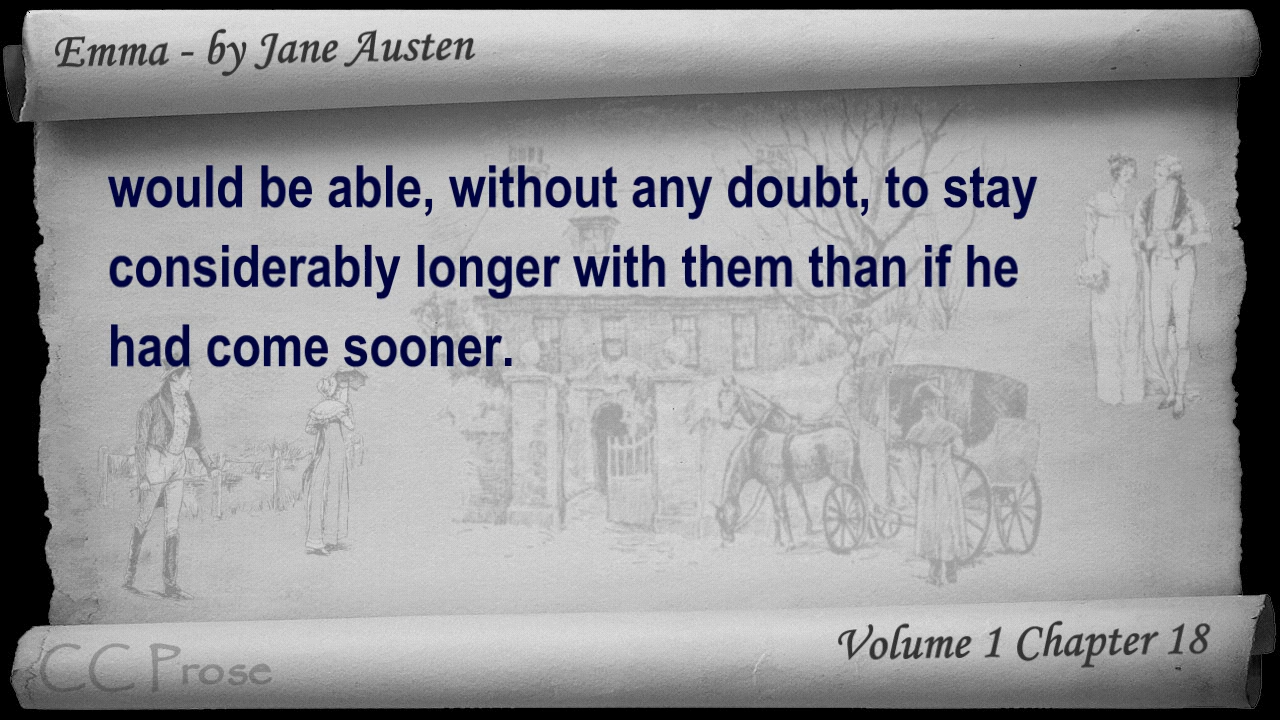 Emma - by Jane Austen
would be able, without any doubt, to stay
considerably longer with them than if he
had come sooner.
Volume 1 Chapter 18
CC Prose